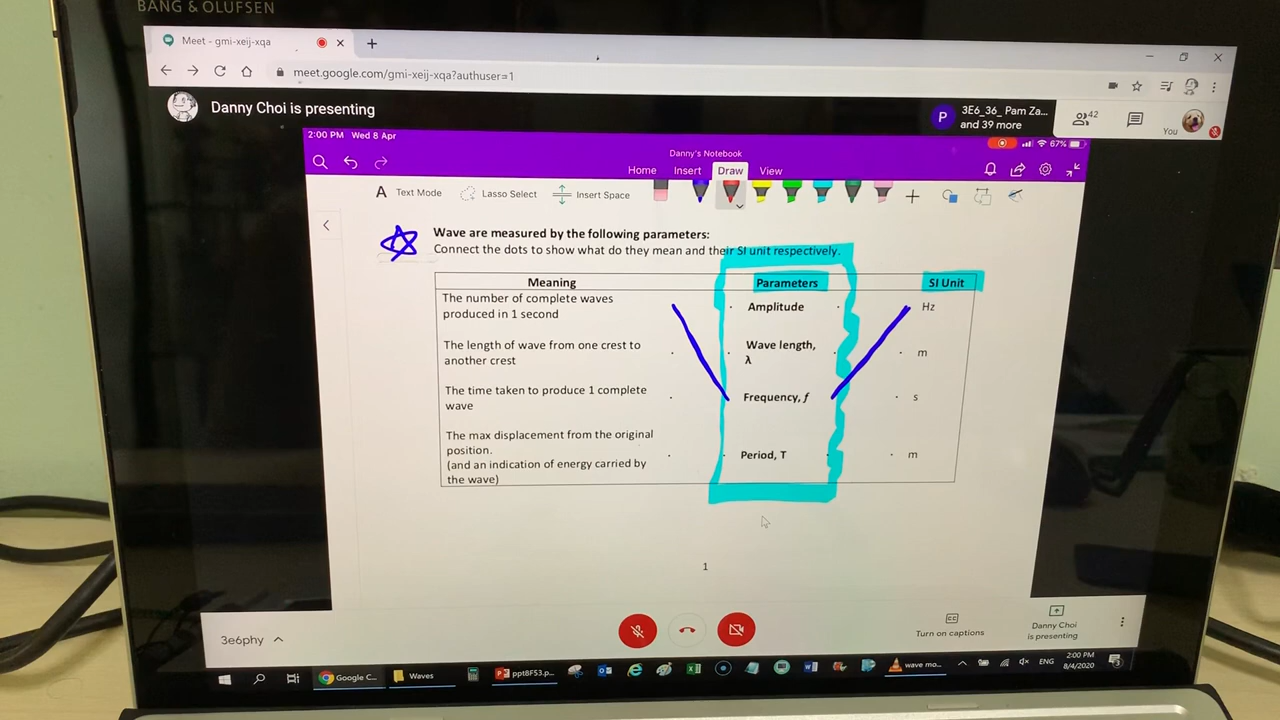 BANG & OLUFSEN
Meet - gmi-xeij-xqa
meet.google.com/gmi-xeij-xqa?authuser=1
Danny Choi is presenting
P
3E6_36_ Pam Za...
and 39 more
42
You
2:00 PM Wed 8 Apr
67%
Danny's Notebook
Home Insert Draw View
A Text Mode Lasso Select Insert Space
Wave are measured by the following parameters:
Connect the dots to show what do they mean and their SI unit respectively.
Meaning Parameters SI Unit
The number of complete waves
produced in 1 second
Amplitude
Hz
The length of wave from one crest to
another crest
Wave length,
λ
m
The time taken to produce 1 complete
wave
Frequency, f
s
The max displacement from the original
position.
(and an indication of energy carried by
the wave)
Period, T
m
1
3e6phy
CC
Turn on captions
Danny Choi
is presenting
Google C...
Waves
ppt8F53.p...
wave mo...
ENG
2:00 PM
8/4/2020
3